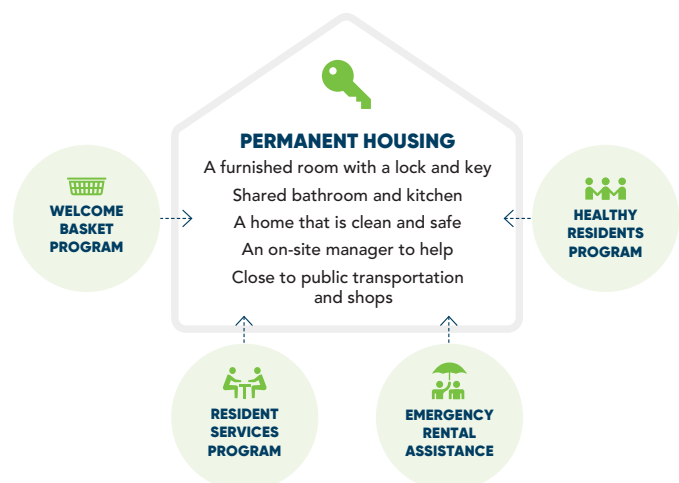 PERMANENT HOUSING
A furnished room with a lock and key
Shared bathroom and kitchen
A home that is clean and safe
An on-site manager to help
Close to public transportation
and shops
WELCOME
BASKET
PROGRAM
HEALTHY
RESIDENTS
PROGRAM
RESIDENT
SERVICES
PROGRAM
EMERGENCY
RENTAL
ASSISTANCE